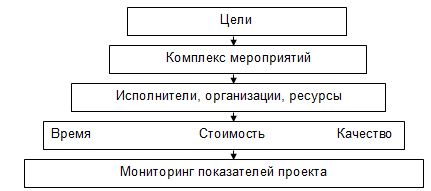 Цели
Комплекс мероприятий
Исполнители, организации, ресурсы
Время Стоимость Качество
Мониторинг показателей проекта